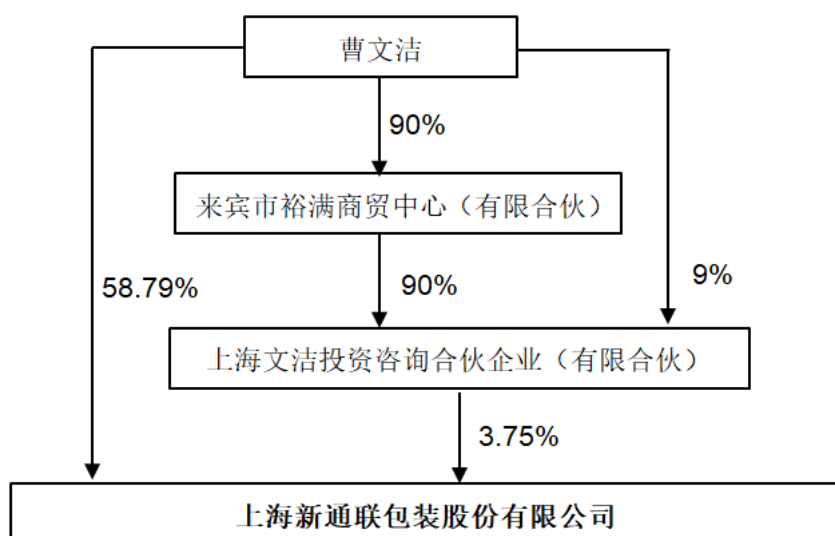 曹文洁
90%
来宾市裕满商贸中心（有限合伙）
58.79%
90%
9%
上海文洁投资咨询合伙企业（有限合伙）
3.75%
上海新通联包装股份有限公司